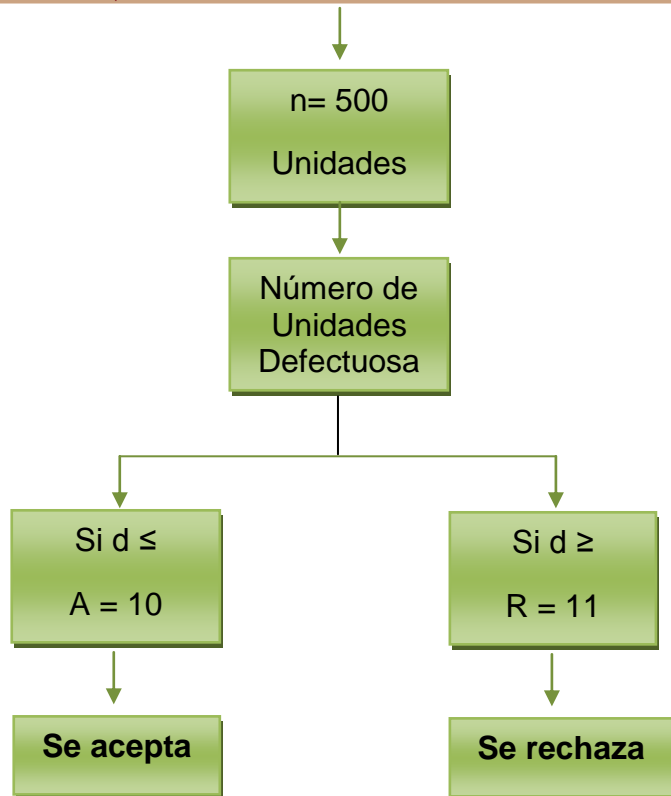 n= 500
Unidades
Número de
Unidades
Defectuosa
Si d ≤
A = 10
Si d ≥
R = 11
Se acepta
Se rechaza